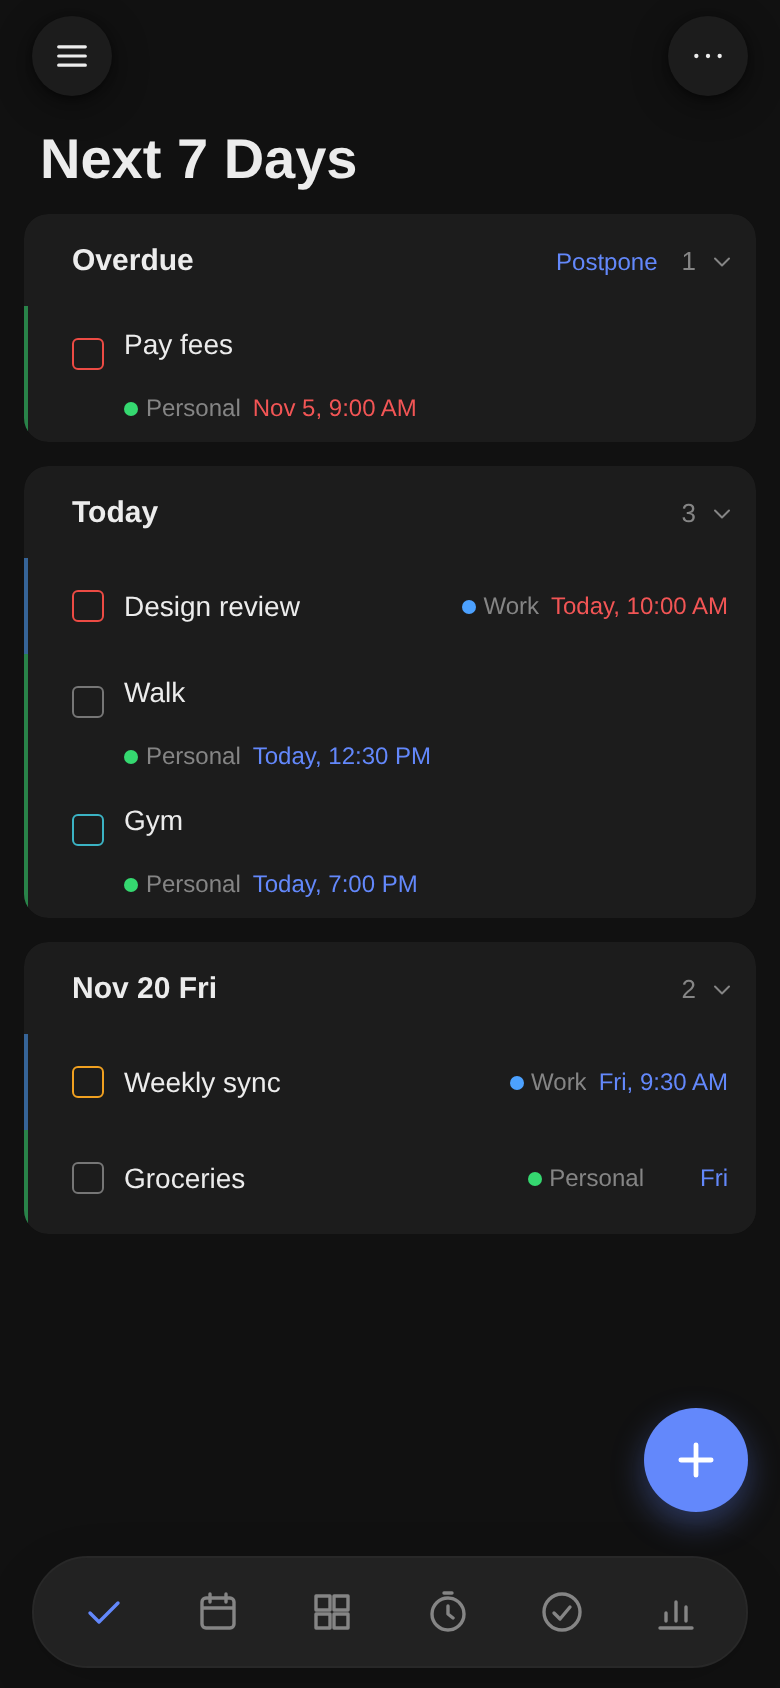 Next 7 Days
Overdue Postpone 1
Pay fees
Personal Nov 5, 9:00 AM
Today 3
Design review Work Today, 10:00 AM
Walk
Personal Today, 12:30 PM
Gym
Personal Today, 7:00 PM
Nov 20 Fri 2
Weekly sync Work Fri, 9:30 AM
Groceries Personal Fri